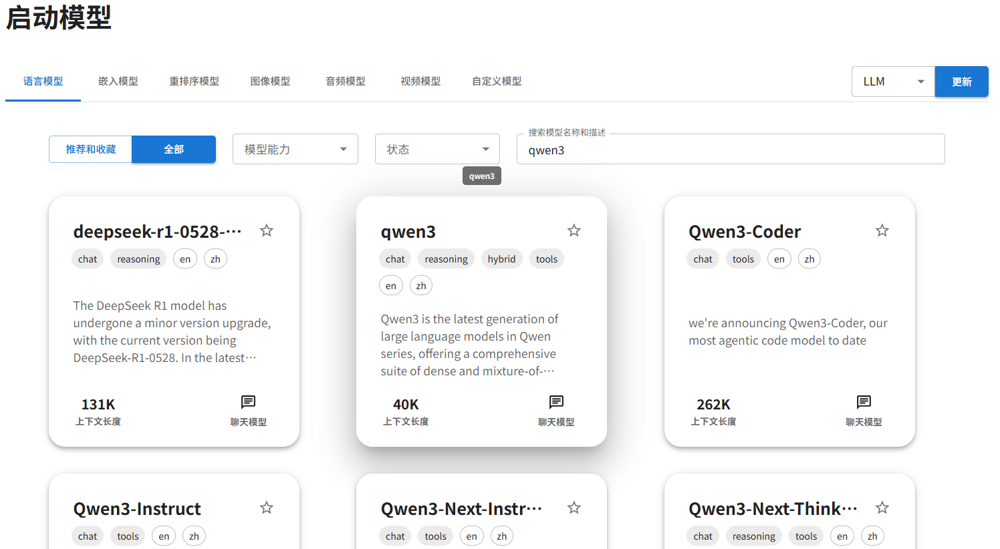 启动模型
语言模型 嵌入模型 重排序模型 图像模型 音频模型 视频模型 自定义模型 LLM 更新
推荐和收藏 全部 模型能力 状态 搜索模型名称和描述
qwen3
qwen3
deepseek-r1-0528-···
chat reasoning en zh
The DeepSeek R1 model has
undergone a minor version upgrade,
with the current version being
DeepSeek-R1-0528. In the latest···
131K
上下文长度
聊天模型
qwen3
chat reasoning hybrid tools
en zh
Qwen3 is the latest generation of
large language models in Qwen
series, offering a comprehensive
suite of dense and mixture-of-···
40K
上下文长度
聊天模型
Qwen3-Coder
chat tools en zh
we're announcing Qwen3-Coder, our
most agentic code model to date
262K
上下文长度
聊天模型
Qwen3-Instruct
chat tools en zh
Qwen3-Next-Instr···
chat tools en zh
Qwen3-Next-Think···
chat reasoning tools en zh